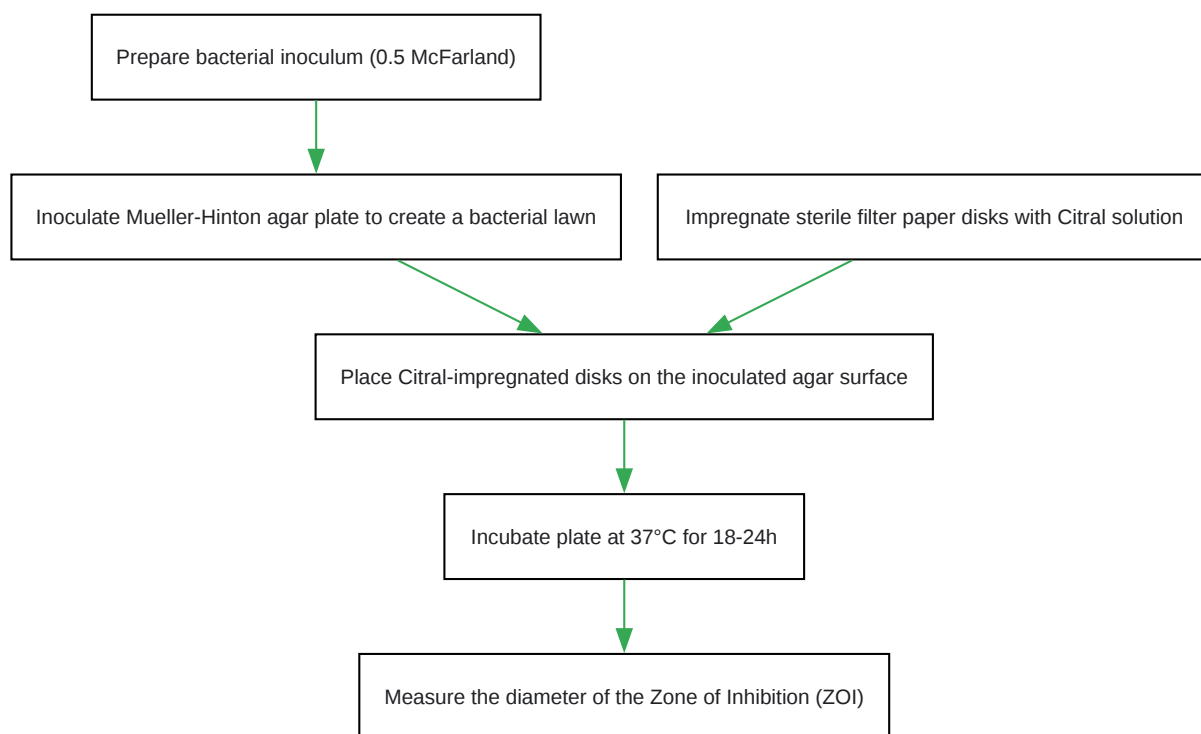 Prepare bacterial inoculum (0.5 McFarland)
Inoculate Mueller-Hinton agar plate to create a bacterial lawn
Impregnate sterile filter paper disks with Citral solution
Place Citral-impregnated disks on the inoculated agar surface
Incubate plate at 37°C for 18-24h
Measure the diameter of the Zone of Inhibition (ZOI)